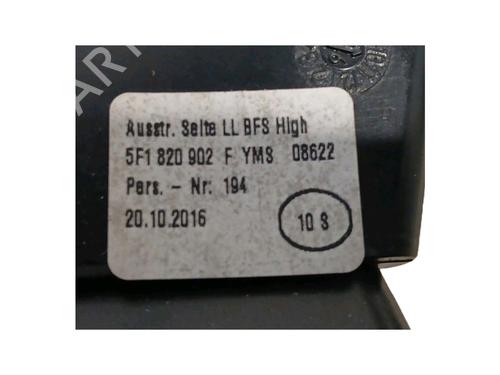 Ausstr. Seite LL BFS High
5F1 820 902 F YMS 08622
Pers. - Nr. 194
20.10.2016
10 S